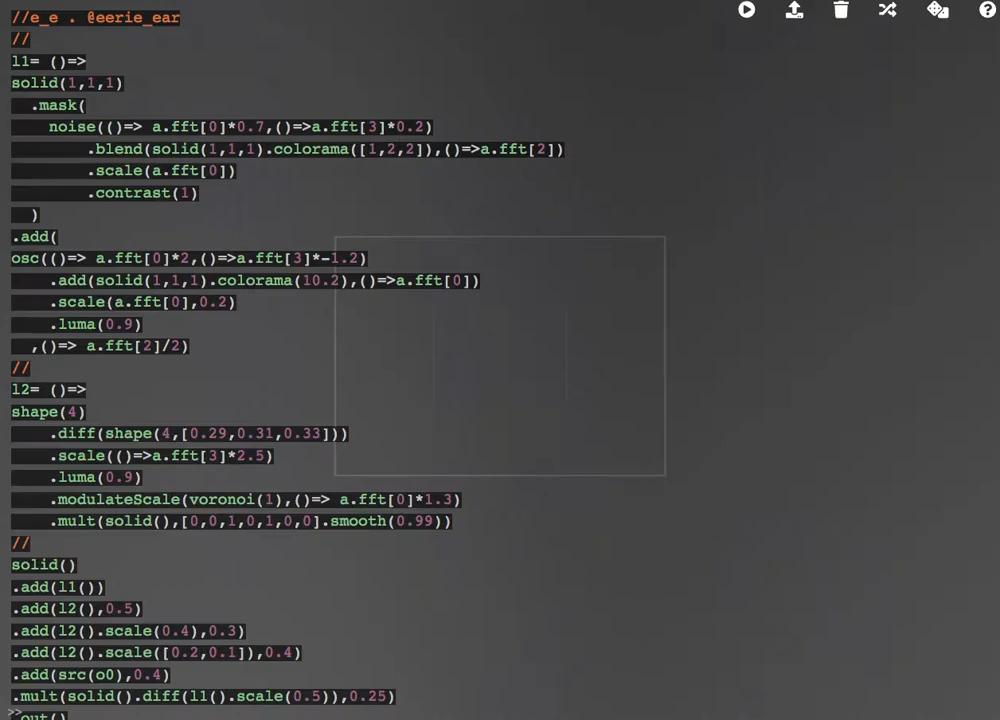 //e_e . @eerie_ear
//
l1= ()=>
solid(1,1,1)
.mask(
noise(()=> a.fft[0]*0.7,()=>a.fft[3]*0.2)
.blend(solid(1,1,1).colorama([1,2,2]),()=>a.fft[2])
.scale(a.fft[0])
.contrast(1)
)
.add(
osc(()=> a.fft[0]*2,()=>a.fft[3]*-1.2)
.add(solid(1,1,1).colorama(10.2),()=>a.fft[0])
.scale(a.fft[0],0.2)
.luma(0.9)
,()=> a.fft[2]/2)
//
l2= ()=>
shape(4)
.diff(shape(4,[0.29,0.31,0.33]))
.scale(()=>a.fft[3]*2.5)
.luma(0.9)
.modulateScale(voronoi(1),()=> a.fft[0]*1.3)
.mult(solid(),[0,0,1,0,1,0,0].smooth(0.99))
//
solid()
.add(l1())
.add(l2(),0.5)
.add(l2().scale(0.4),0.3)
.add(l2().scale([0.2,0.1]),0.4)
.add(src(o0),0.4)
.mult(solid().diff(l1().scale(0.5)),0.25)
>>
.out()